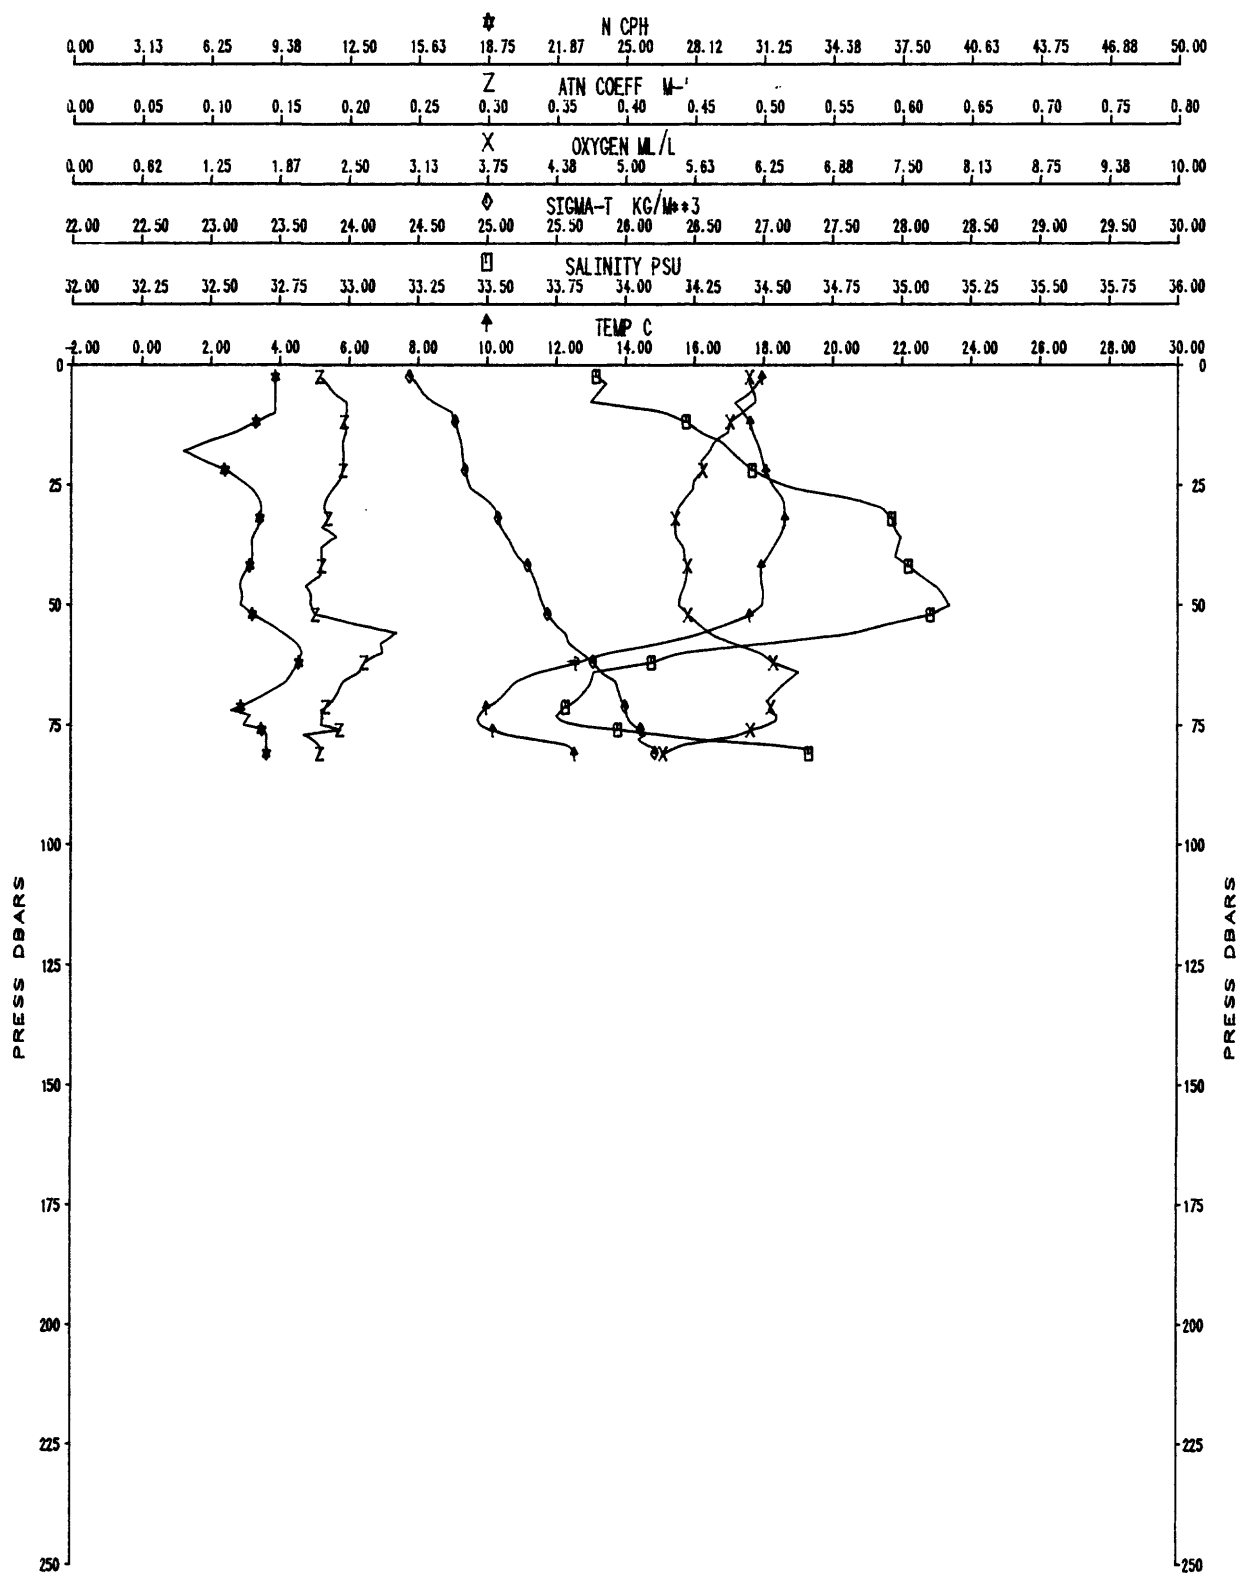 N CPH
0.00 3.13 6.25 9.38 12.50 15.63 18.75 21.87 25.00 28.12 31.25 34.38 37.50 40.63 43.75 46.88 50.00
ATN COEFF M-'
0.00 0.05 0.10 0.15 0.20 0.25 0.30 0.35 0.40 0.45 0.50 0.55 0.60 0.65 0.70 0.75 0.80
OXYGEN ML/L
0.00 0.62 1.25 1.87 2.50 3.13 3.75 4.38 5.00 5.63 6.25 6.88 7.50 8.13 8.75 9.38 10.00
SIGMA-T KG/M**3
22.00 22.50 23.00 23.50 24.00 24.50 25.00 25.50 26.00 26.50 27.00 27.50 28.00 28.50 29.00 29.50 30.00
SALINITY PSU
32.00 32.25 32.50 32.75 33.00 33.25 33.50 33.75 34.00 34.25 34.50 34.75 35.00 35.25 35.50 35.75 36.00
TEMP C
-2.00 0.00 2.00 4.00 6.00 8.00 10.00 12.00 14.00 16.00 18.00 20.00 22.00 24.00 26.00 28.00 30.00
0 0
25 25
50 50
75 75
100 100
PRESS DBARS PRESS DBARS
125 125
150 150
175 175
200 200
225 225
250 250